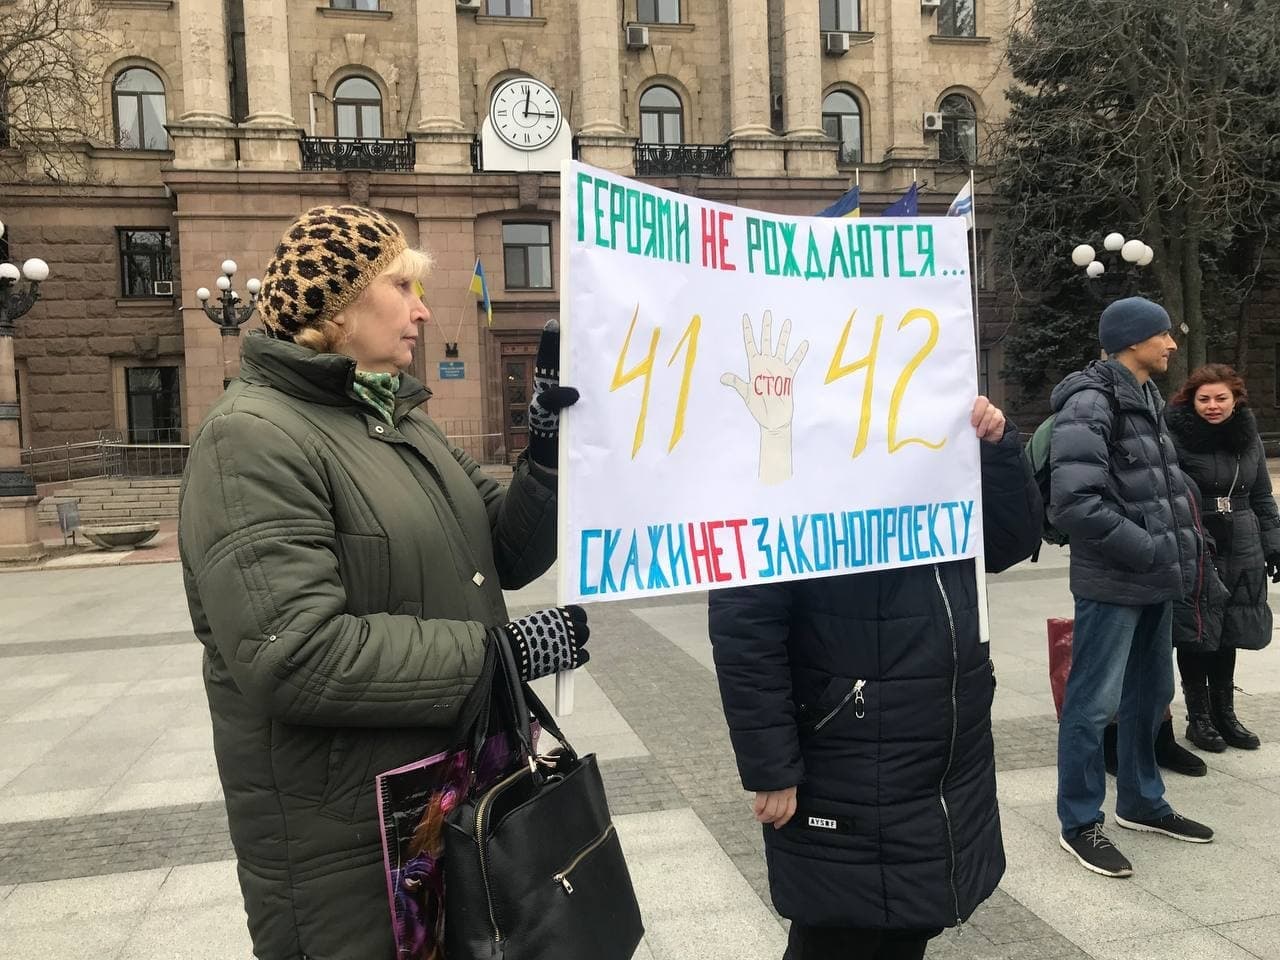 ГЕРОЯМИ НЕ РОЖДАЮТСЯ...
41 СТОП 42
СКАЖИ НЕТ ЗАКОНОПРОЕКТУ